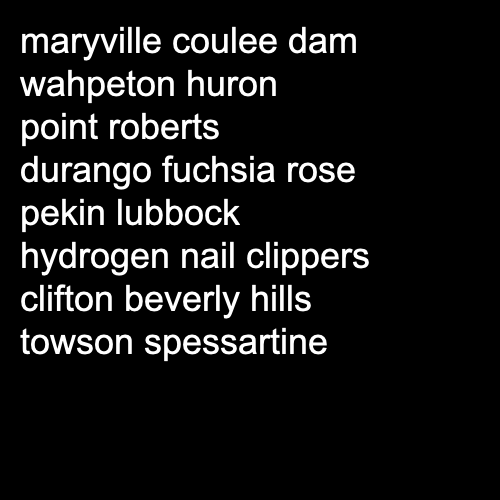 maryville coulee dam
wahpeton huron
point roberts
durango fuchsia rose
pekin lubbock
hydrogen nail clippers
clifton beverly hills
towson spessartine